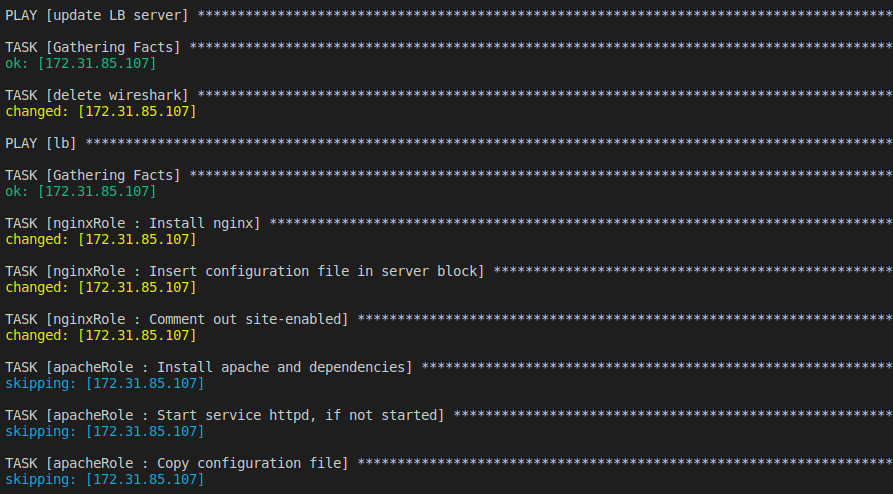 PLAY [update LB server] ****************************************************************************************
TASK [Gathering Facts] *****************************************************************************************
ok: [172.31.85.107]
TASK [delete wireshark] ****************************************************************************************
changed: [172.31.85.107]
PLAY [lb] ******************************************************************************************************
TASK [Gathering Facts] *****************************************************************************************
ok: [172.31.85.107]
TASK [nginxRole : Install nginx] *******************************************************************************
changed: [172.31.85.107]
TASK [nginxRole : Insert configuration file in server block] ***************************************************
changed: [172.31.85.107]
TASK [nginxRole : Comment out site-enabled] ********************************************************************
changed: [172.31.85.107]
TASK [apacheRole : Install apache and dependencies] ************************************************************
skipping: [172.31.85.107]
TASK [apacheRole : Start service httpd, if not started] ********************************************************
skipping: [172.31.85.107]
TASK [apacheRole : Copy configuration file] ********************************************************************
skipping: [172.31.85.107]